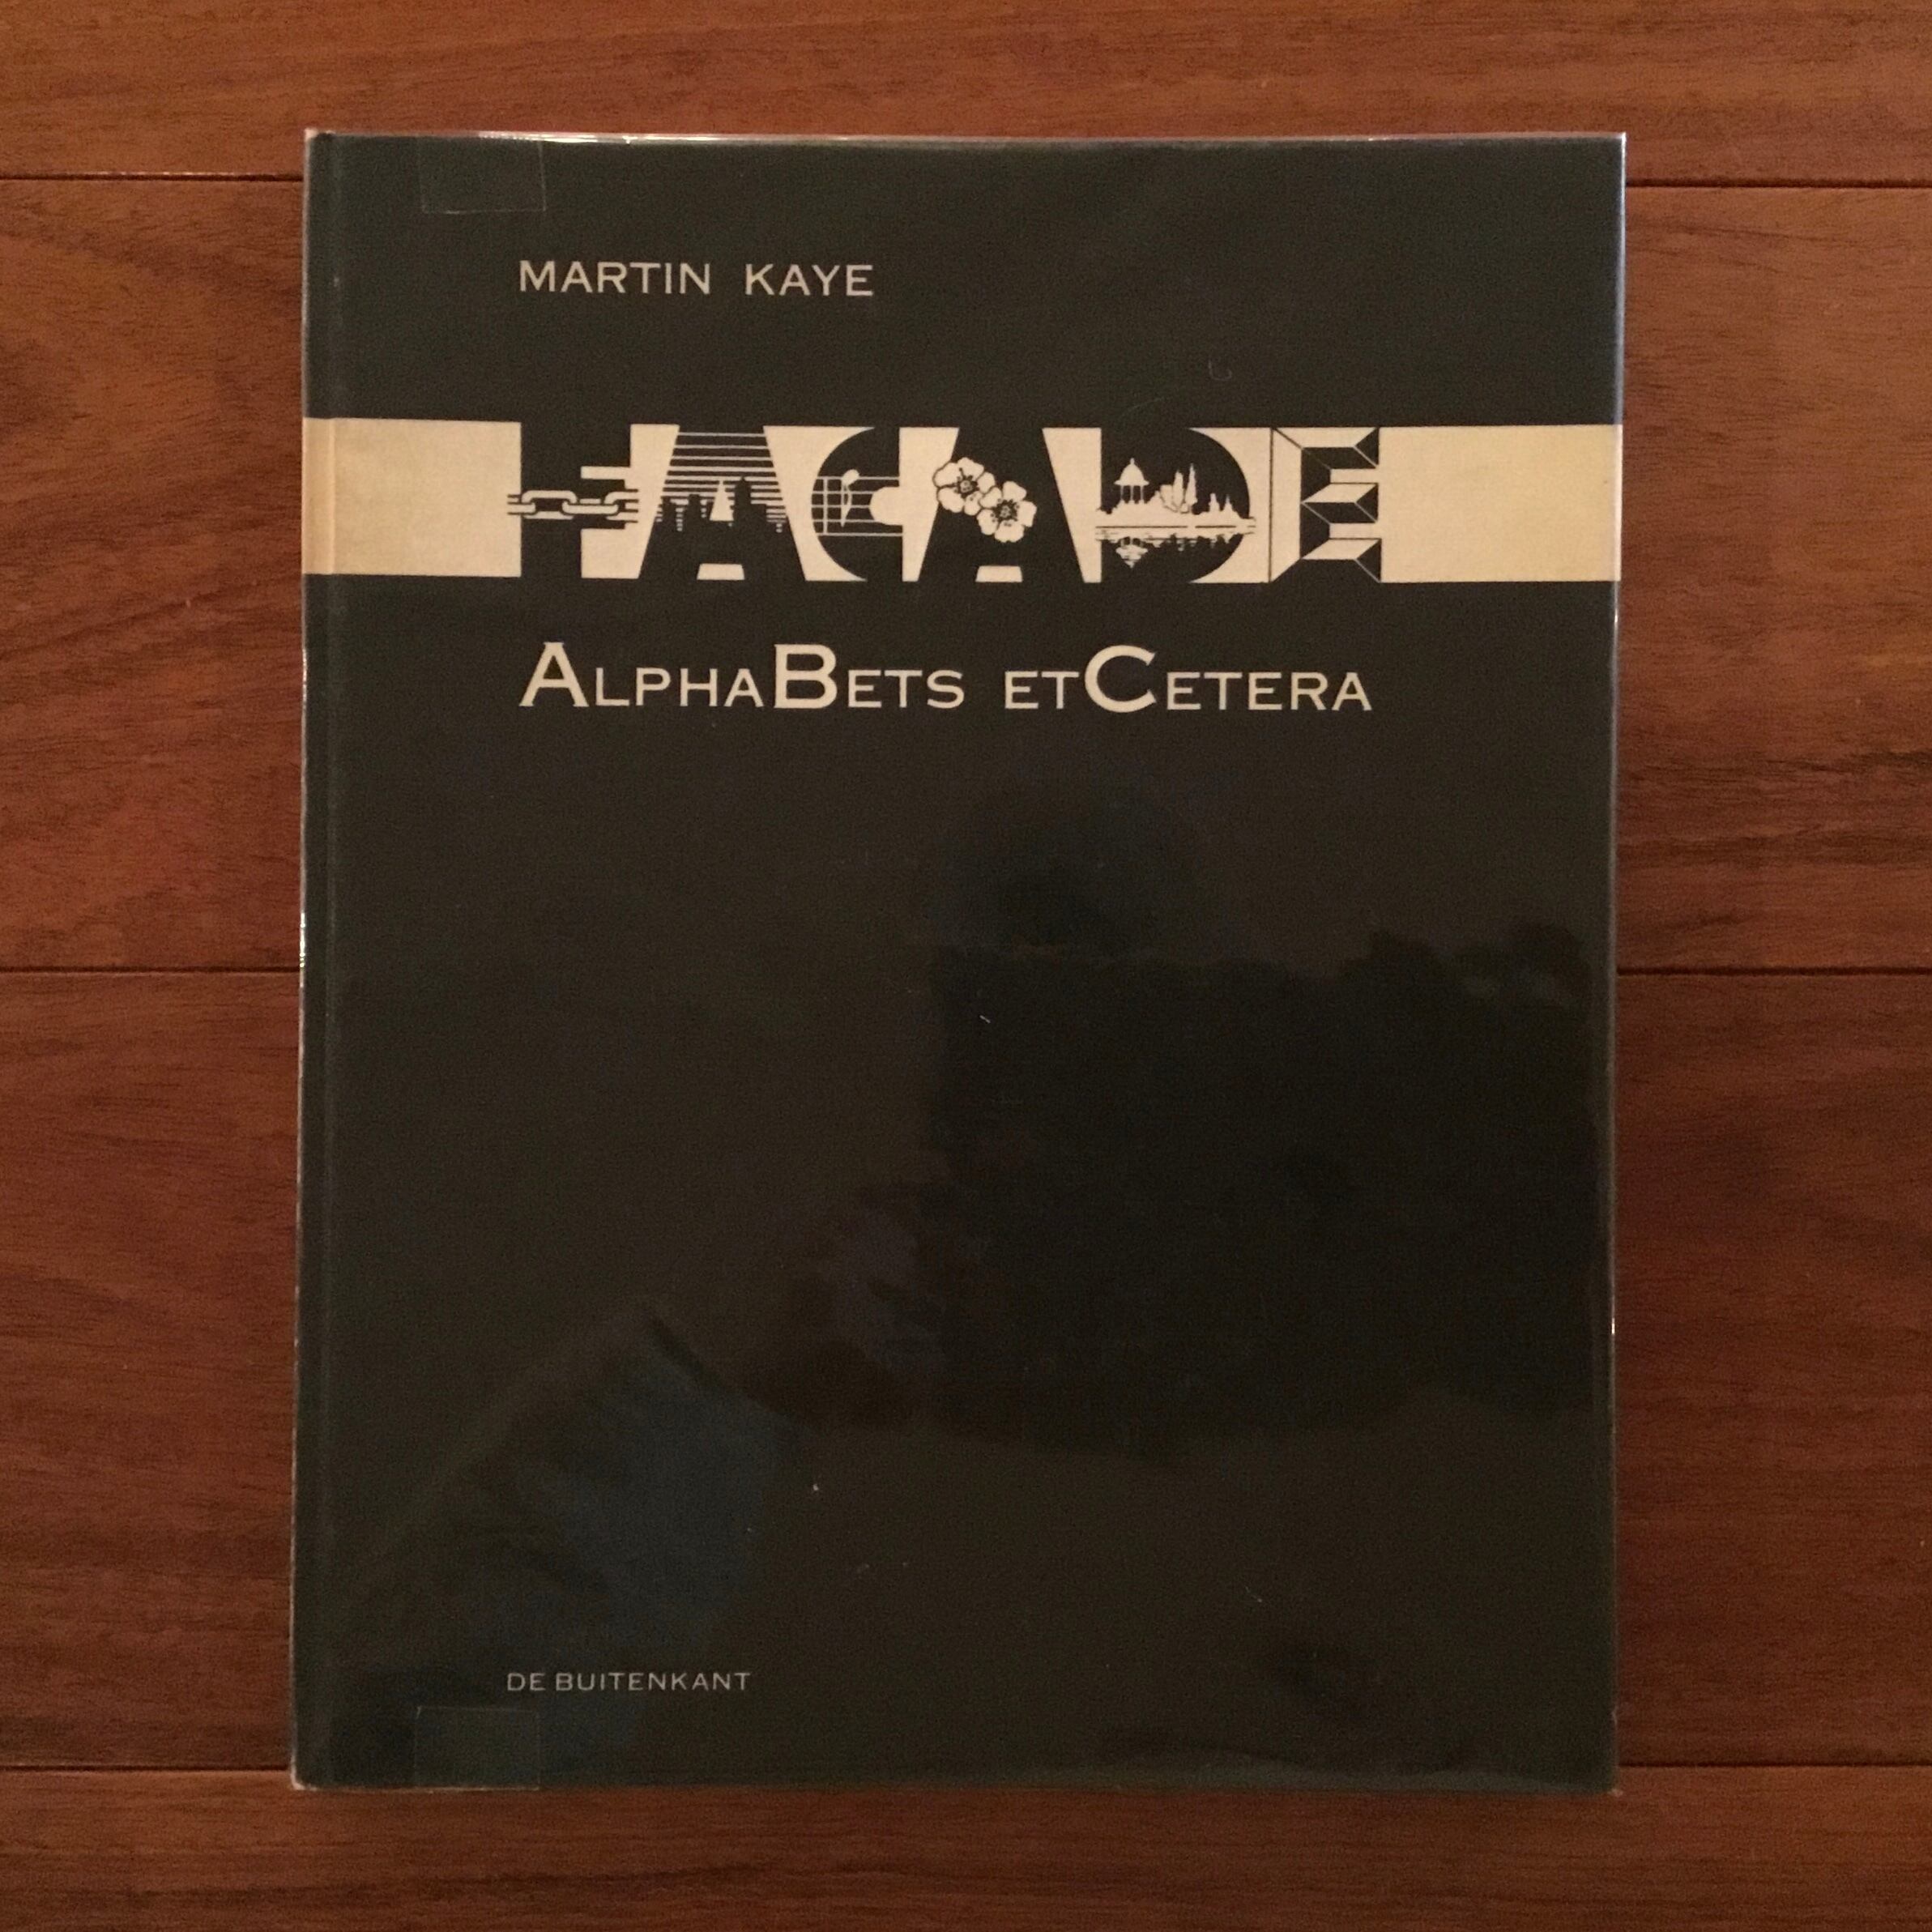 MARTIN KAYE
FACADE
ALPHABETS ETCETERA
DE BUITENKANT